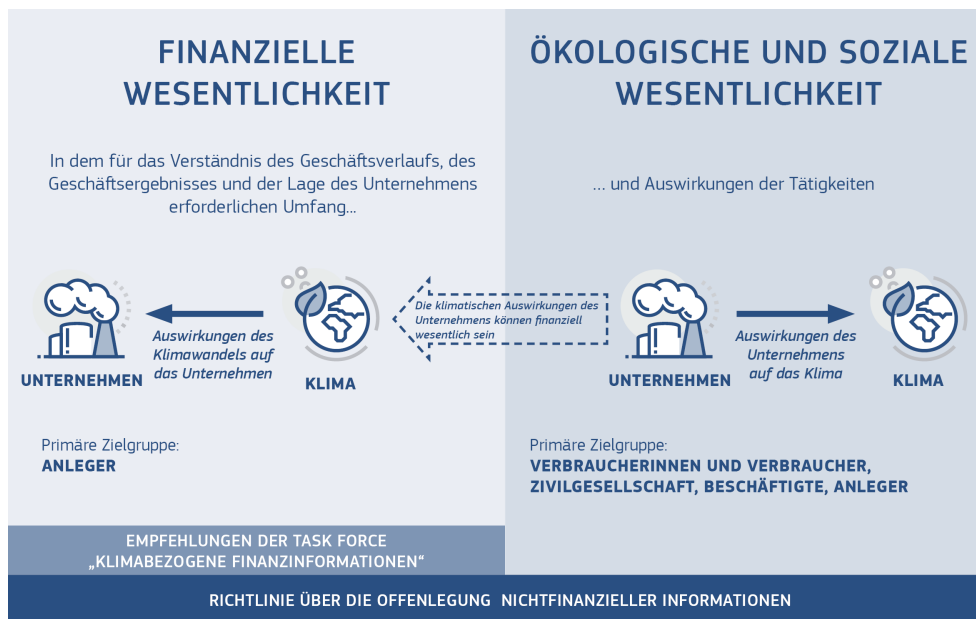 FINANZIELLE
WESENTLICHKEIT
In dem für das Verständnis des Geschäftsverlaufs, des
Geschäftsergebnisses und der Lage des Unternehmens
erforderlichen Umfang...
Auswirkungen des
Klimawandels auf
das Unternehmen
UNTERNEHMEN
KLIMA
Primäre Zielgruppe:
ANLEGER
EMPFEHLUNGEN DER TASK FORCE
„KLIMABEZOGENE FINANZINFORMATIONEN“
Die klimatischen Auswirkungen des
Unternehmens können finanziell
wesentlich sein
ÖKOLOGISCHE UND SOZIALE
WESENTLICHKEIT
... und Auswirkungen der Tätigkeiten
Auswirkungen des
Unternehmens
auf das Klima
UNTERNEHMEN
KLIMA
Primäre Zielgruppe:
VERBRAUCHERINNEN UND VERBRAUCHER,
ZIVILGESELLSCHAFT, BESCHÄFTIGTE, ANLEGER
RICHTLINIE ÜBER DIE OFFENLEGUNG NICHTFINANZIELLER INFORMATIONEN